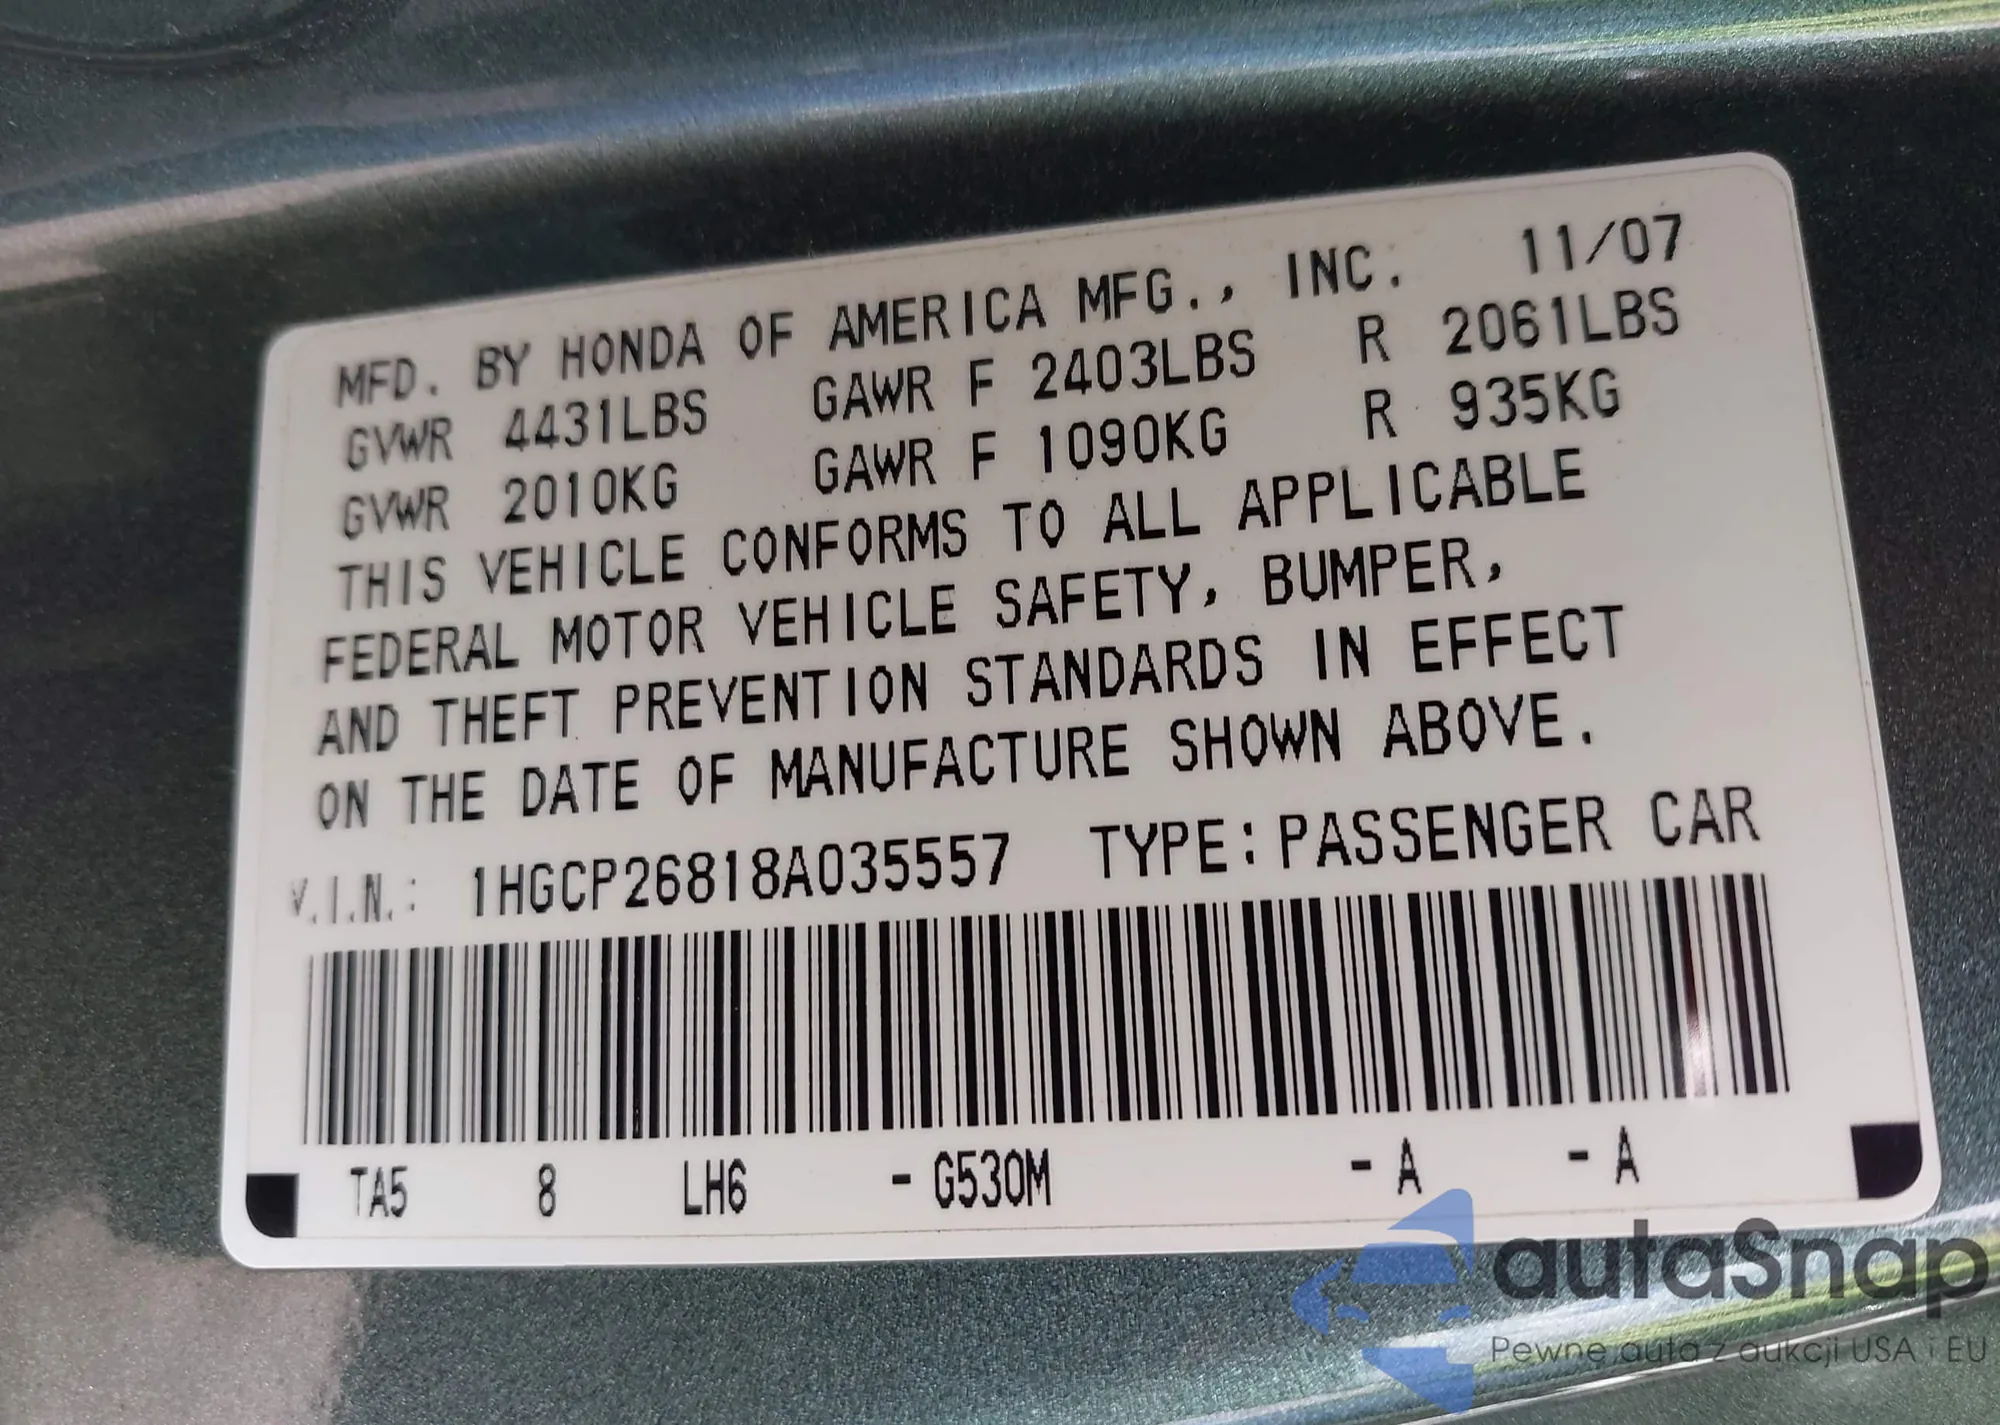 MFD. BY HONDA OF AMERICA MFG., INC. 11/07
GVWR 4431LBS GAWR F 2403LBS R 2061LBS
GVWR 2010KG GAWR F 1090KG R 935KG
THIS VEHICLE CONFORMS TO ALL APPLICABLE
FEDERAL MOTOR VEHICLE SAFETY, BUMPER,
AND THEFT PREVENTION STANDARDS IN EFFECT
ON THE DATE OF MANUFACTURE SHOWN ABOVE.
V.I.N.: 1HGCP26818A035557 TYPE:PASSENGER CAR
TA5 8 LH6 - G530M - A - A
autaSnap
Pewne auta z aukcji USA i EU